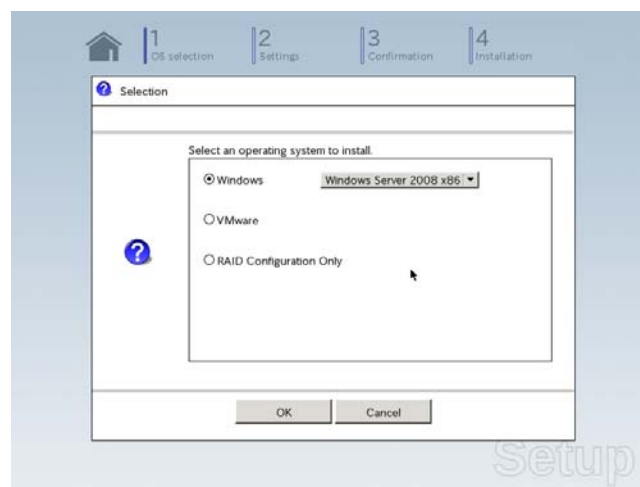 1
OS selection
2
Settings
3
Confirmation
4
Installation
Selection
Select an operating system to install.
Windows
Windows Server 2008 x86
VMware
RAID Configuration Only
OK
Cancel
Setup